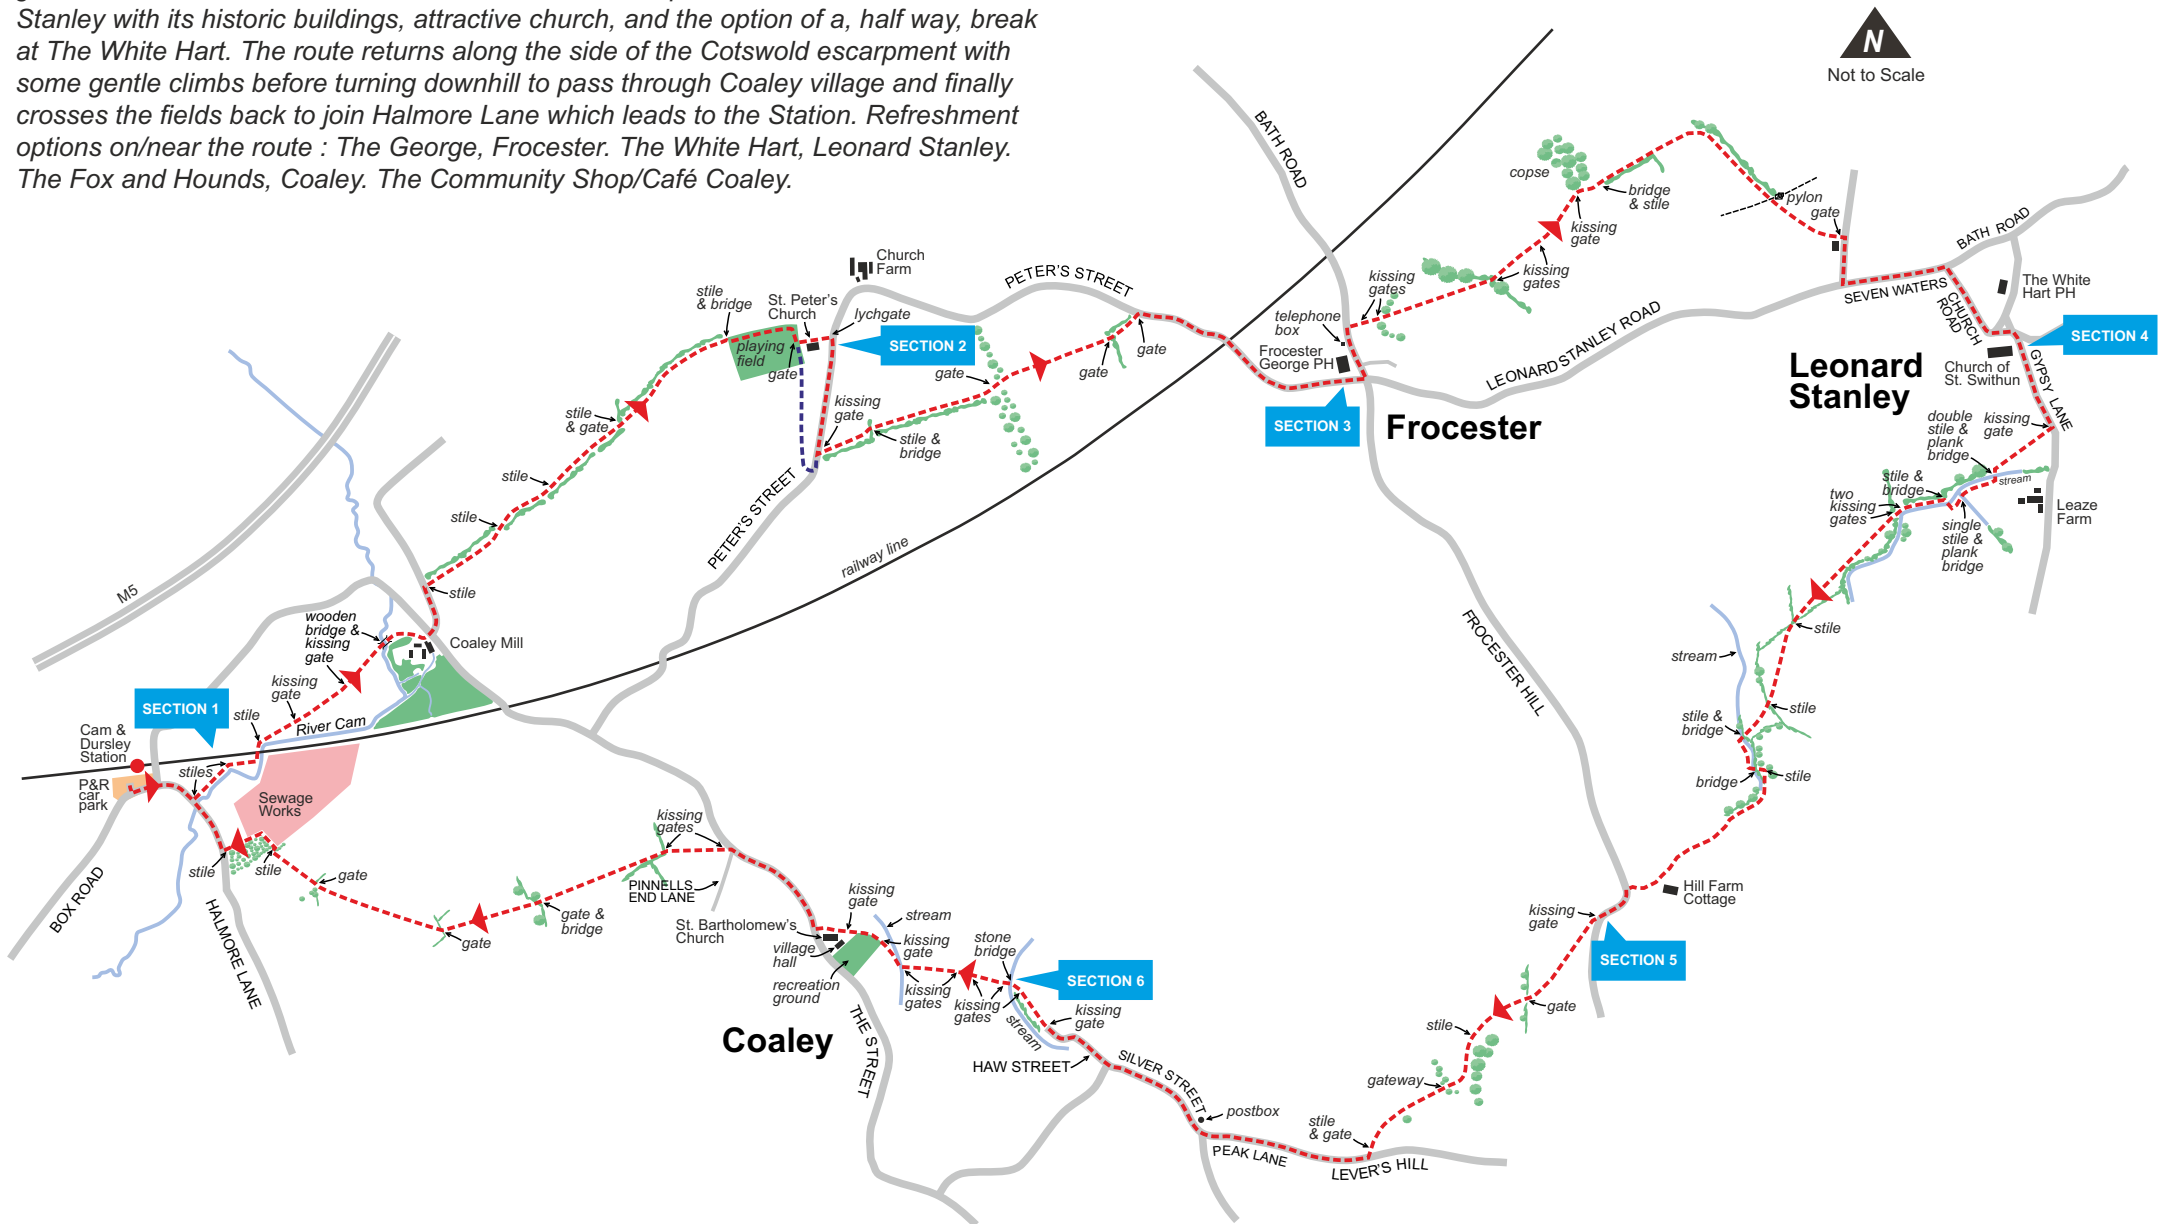 Stanley with its historic buildings, attractive church, and the option of a, half way, break
at The White Hart. The route returns along the side of the Cotswold escarpment with
some gentle climbs before turning downhill to pass through Coaley village and finally
crosses the fields back to join Halmore Lane which leads to the Station. Refreshment
options on/near the route : The George, Frocester. The White Hart, Leonard Stanley.
The Fox and Hounds, Coaley. The Community Shop/Café Coaley.
N
Not to Scale
BATH ROAD
copse
bridge
& stile
kissing
gate
pylon
gate
BATH ROAD
The White
Hart PH
SEVEN WATERS
CHURCH
ROAD
SECTION 4
Leonard
Stanley
Church of
St. Swithun
GYPSY LANE
Church
Farm
PETER'S STREET
stile
& bridge
St. Peter's
Church
lychgate
SECTION 2
playing
field
gate
gate
gate
gate
kissing
gate
stile &
bridge
kissing
gates
kissing
gates
telephone
box
Frocester
George PH
LEONARD STANLEY ROAD
SECTION 3
Frocester
stile
& gate
stile
stile
stile
PETER'S STREET
railway line
M5
wooden
bridge &
kissing
gate
Coaley Mill
kissing
gate
SECTION 1
stile
River Cam
Cam &
Dursley
Station
stiles
P&R
car
park
Sewage
Works
stile
stile
gate
BOX ROAD
HALMORE LANE
gate
gate &
bridge
kissing
gates
PINNELLS
END LANE
St. Bartholomew's
Church
village
hall
recreation
ground
kissing
gate
stream
kissing
gate
stone
bridge
SECTION 6
kissing
gates
kissing
gates
kissing
gate
stream
Coaley
THE STREET
HAW STREET
SILVER STREET
postbox
PEAK LANE
LEVER'S HILL
stile
& gate
gateway
stile
gate
kissing
gate
SECTION 5
Hill Farm
Cottage
FROCESTER HILL
bridge
stile
stile &
bridge
stile
stream
stile
two
kissing
gates
stile &
bridge
double
stile &
plank
bridge
kissing
gate
stream
single
stile &
plank
bridge
Leaze
Farm